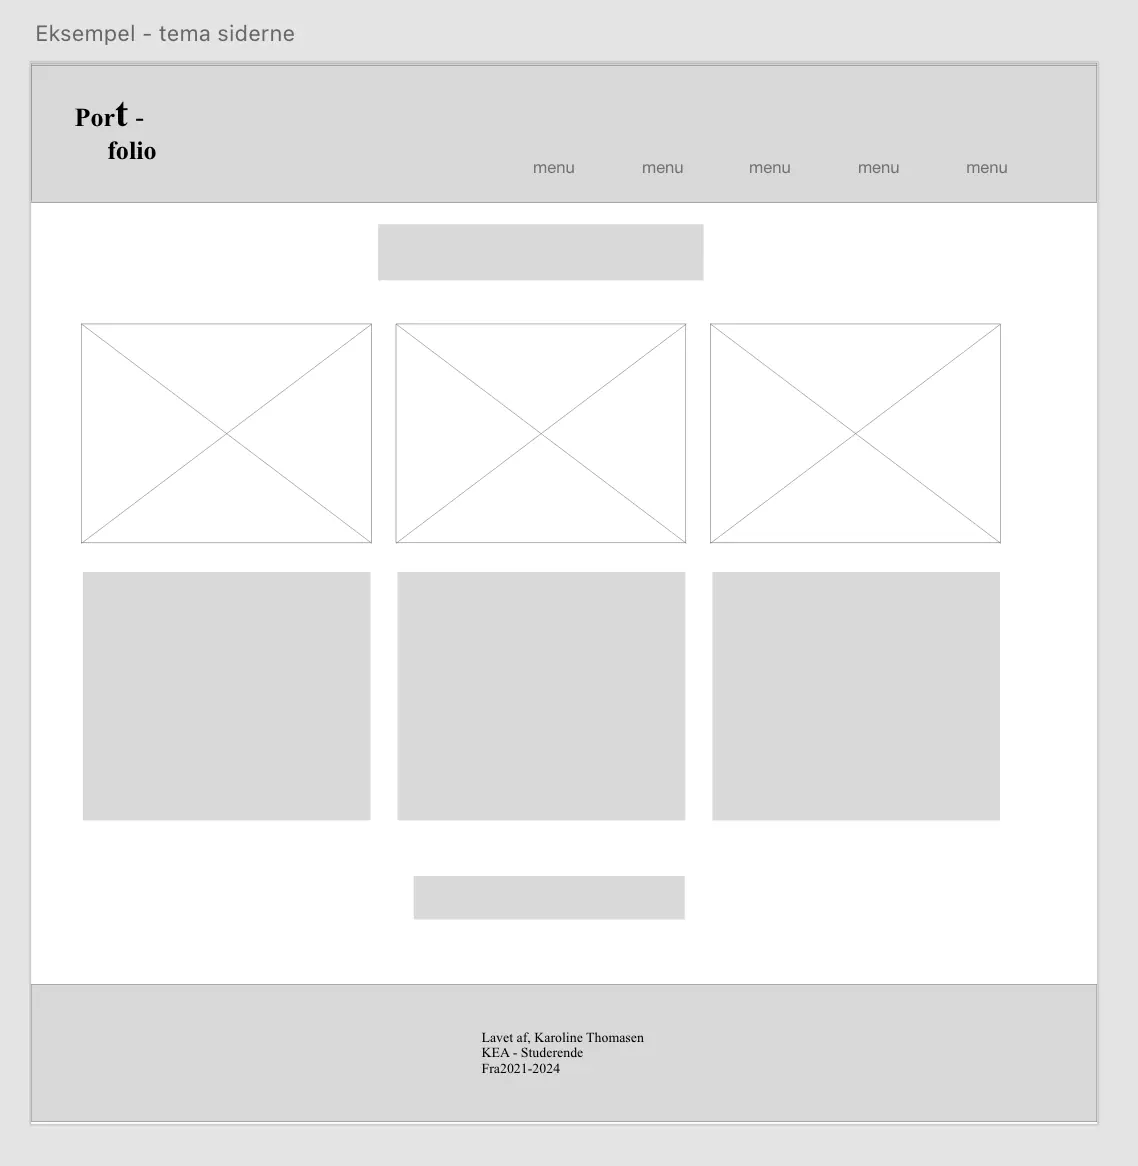 Eksempel - tema siderne
Port -
folio
menu menu menu menu menu
Lavet af, Karoline Thomasen
KEA - Studerende
Fra2021-2024